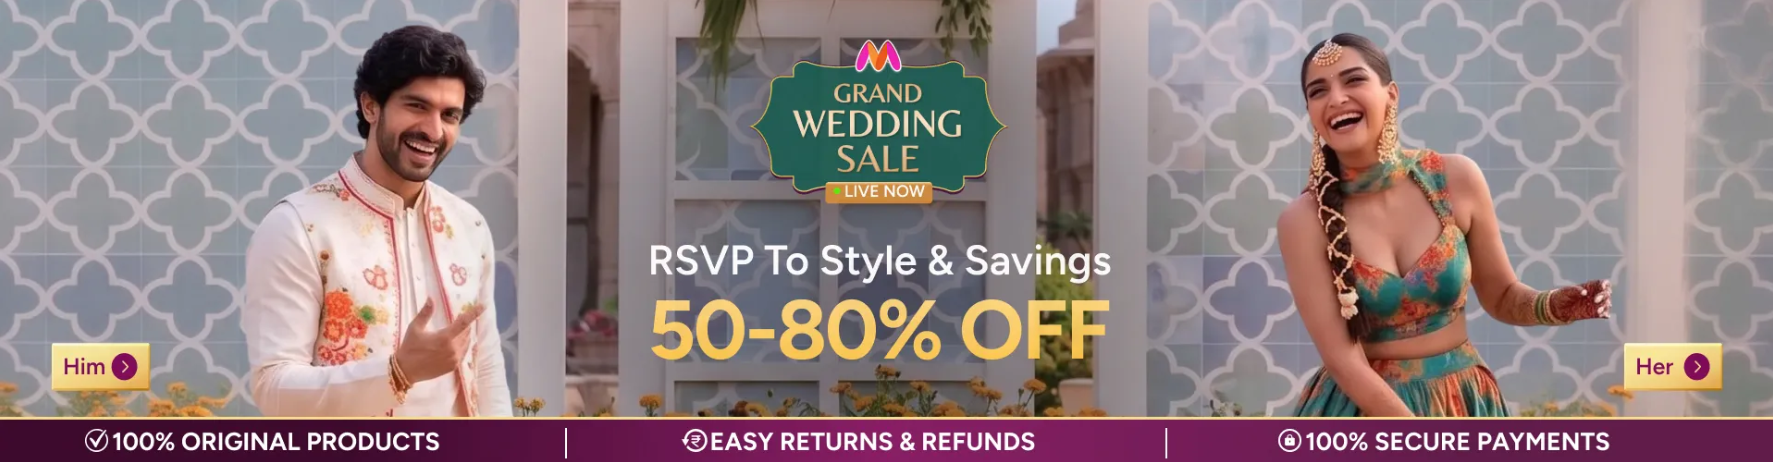 GRAND
WEDDING
SALE
LIVE NOW
RSVP To Style & Savings
50-80% OFF
Him
Her
100% ORIGINAL PRODUCTS
EASY RETURNS & REFUNDS
100% SECURE PAYMENTS